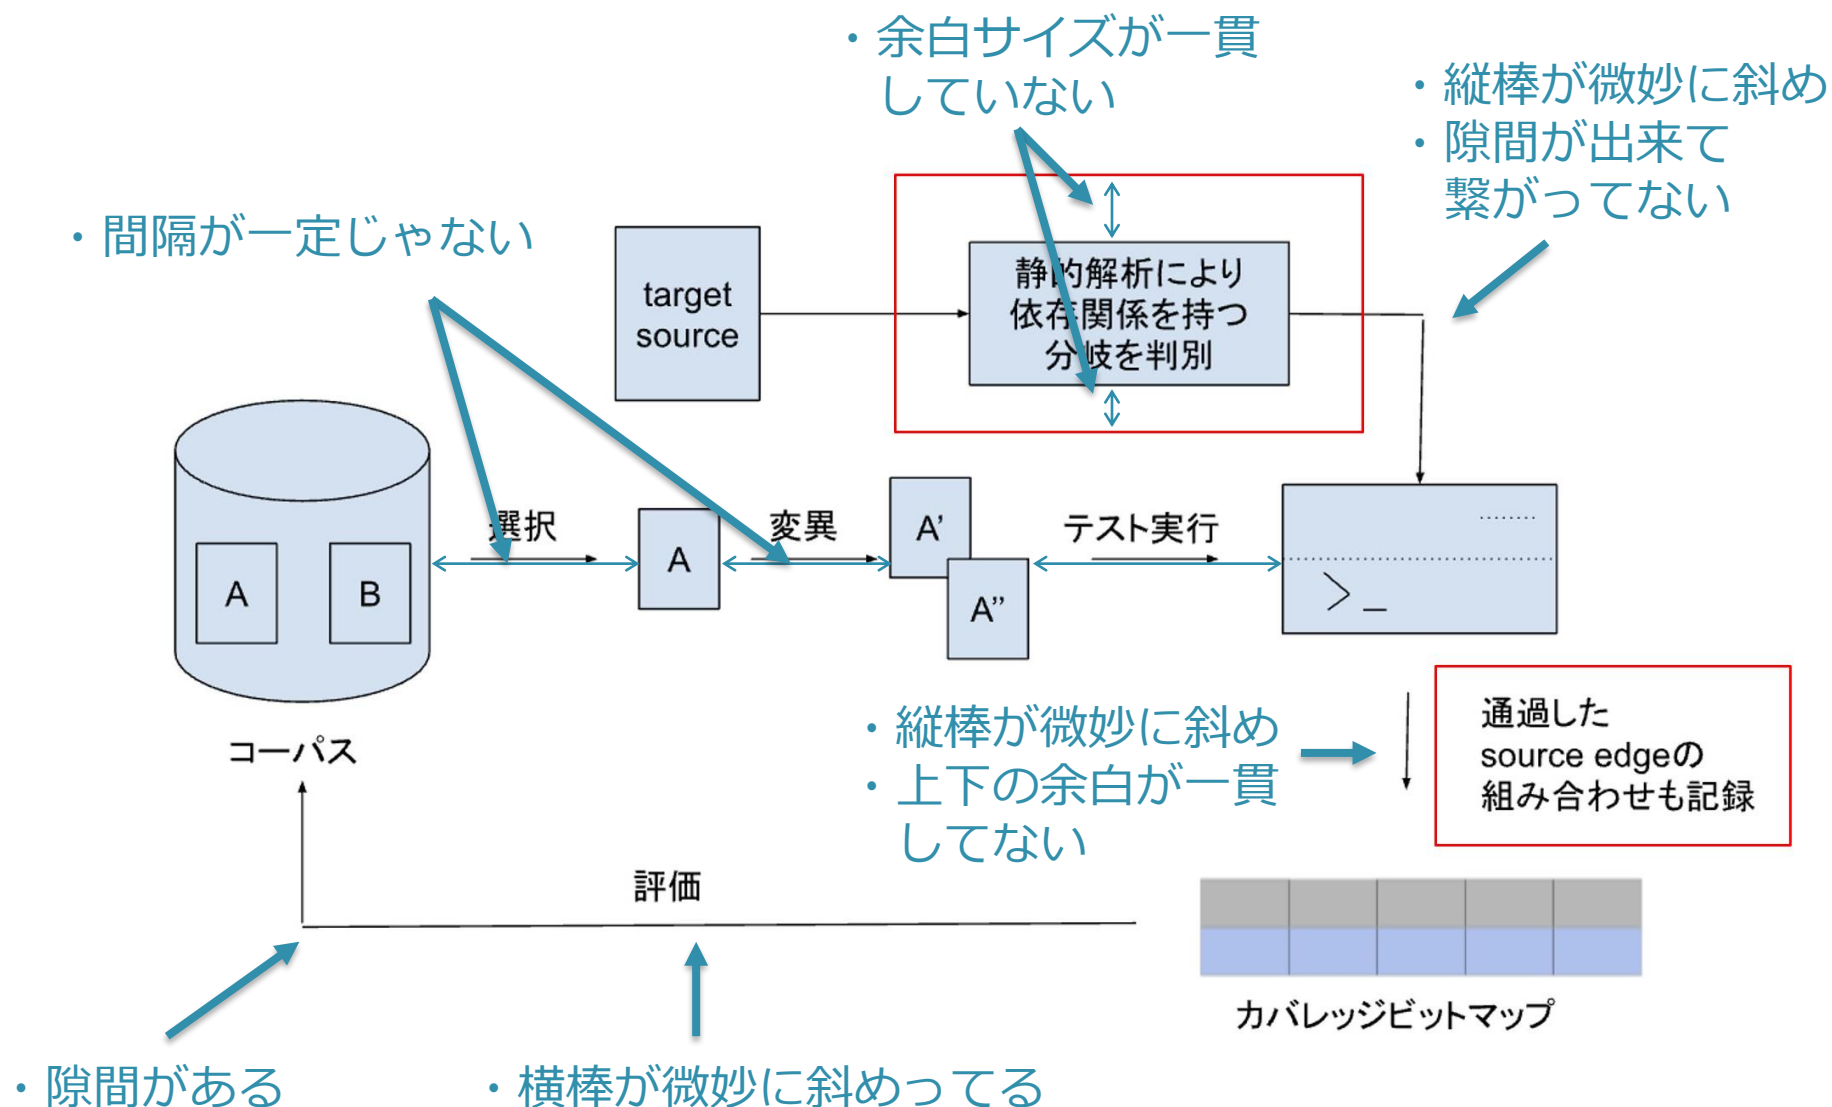 ・余白サイズが一貫
していない
・縦棒が微妙に斜め
・隙間が出来て
繋がってない
・間隔が一定じゃない
target
source
静的解析により
依存関係を持つ
分岐を判別
選択
変異
テスト実行
A
B
A
A’
A”
>_
コーパス
・縦棒が微妙に斜め
・上下の余白が一貫
してない
通過した
source edgeの
組み合わせも記録
評価
カバレッジビットマップ
・隙間がある
・横棒が微妙に斜めってる